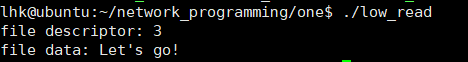 lhk@ubuntu:~/network_programming/one$ ./low_read
file descriptor: 3
file data: Let's go!